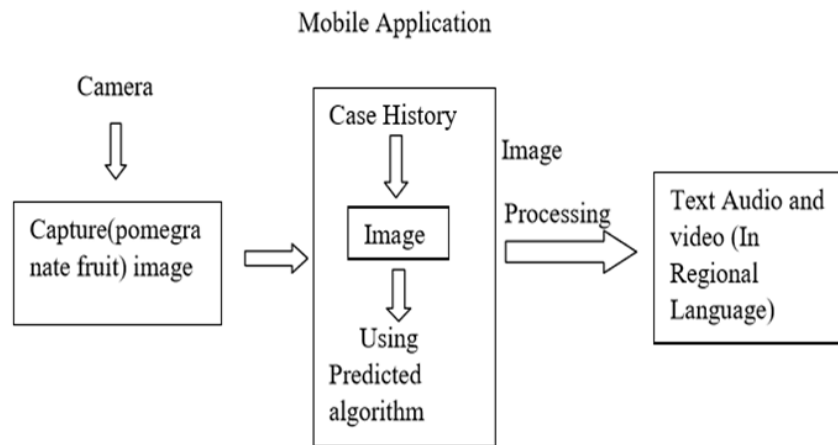 Mobile Application
Camera
Capture(pomegra
nate fruit) image
Case History
Image
Using
Predicted
algorithm
Image
Processing
Text Audio and
video (In
Regional
Language)